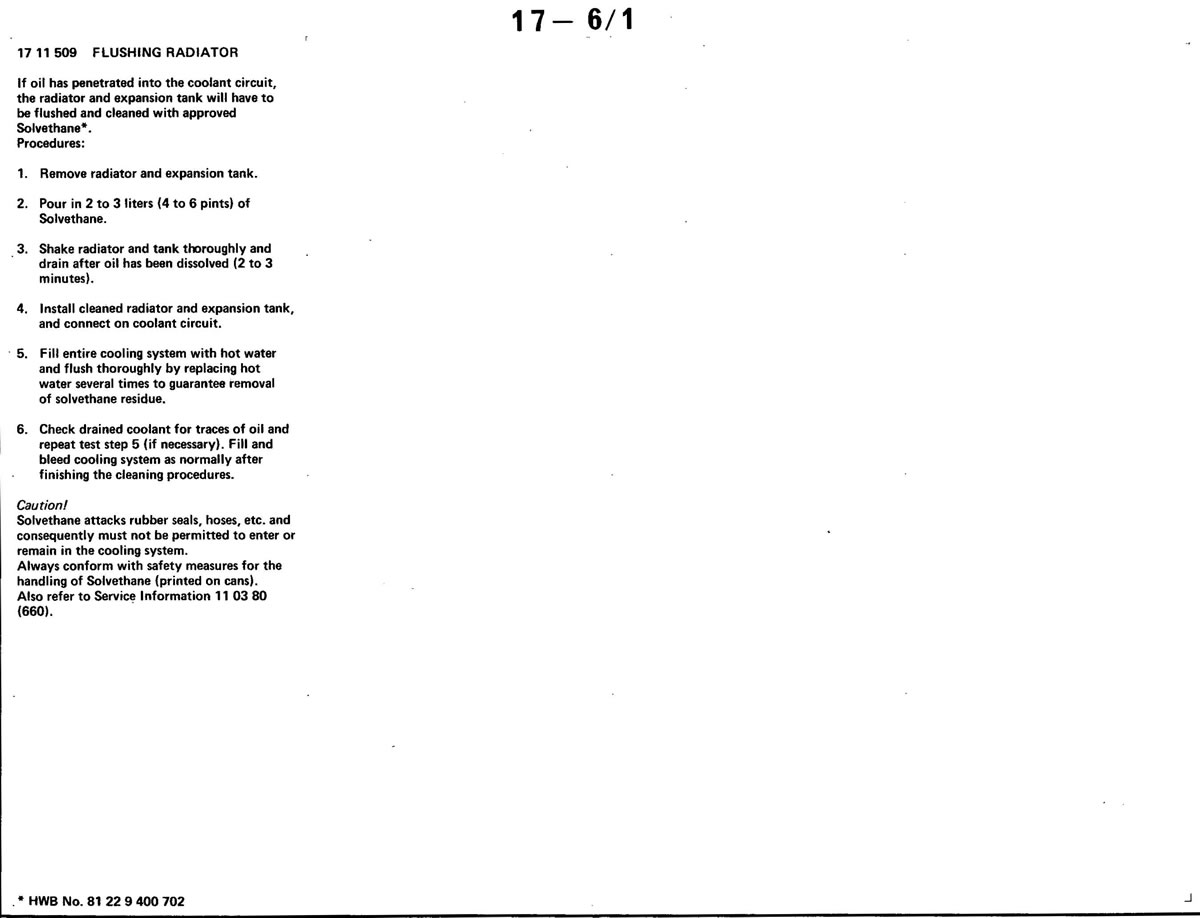 17 – 6/1
17 11 509 FLUSHING RADIATOR
If oil has penetrated into the coolant circuit,
the radiator and expansion tank will have to
be flushed and cleaned with approved
Solvethane*.
Procedures:
1. Remove radiator and expansion tank.
2. Pour in 2 to 3 liters (4 to 6 pints) of
Solvethane.
3. Shake radiator and tank thoroughly and
drain after oil has been dissolved (2 to 3
minutes).
4. Install cleaned radiator and expansion tank,
and connect on coolant circuit.
5. Fill entire cooling system with hot water
and flush thoroughly by replacing hot
water several times to guarantee removal
of solvethane residue.
6. Check drained coolant for traces of oil and
repeat test step 5 (if necessary). Fill and
bleed cooling system as normally after
finishing the cleaning procedures.
Caution!
Solvethane attacks rubber seals, hoses, etc. and
consequently must not be permitted to enter or
remain in the cooling system.
Always conform with safety measures for the
handling of Solvethane (printed on cans).
Also refer to Service Information 11 03 80
(660).
* HWB No. 81 22 9 400 702